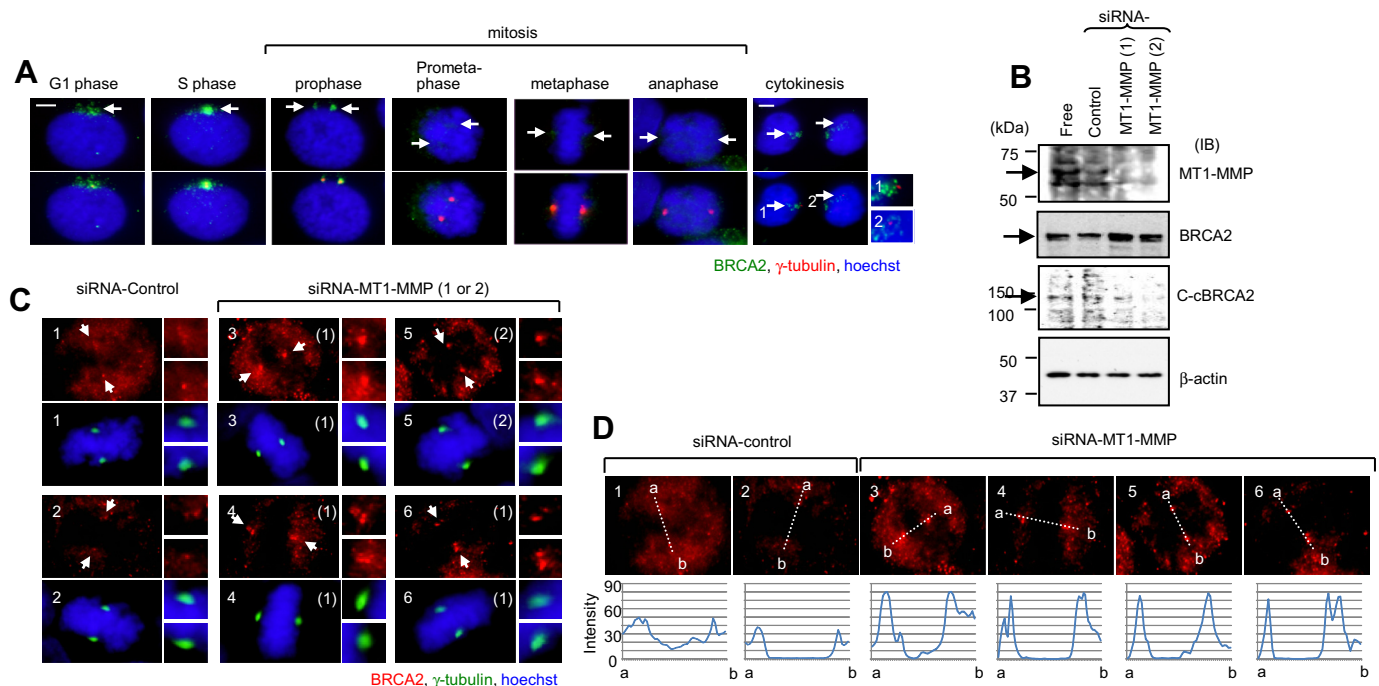 A
mitosis
G1 phase
S phase
prophase
Prometa-
phase
metaphase
anaphase
cytokinesis
1
2
1
2
BRCA2, γ-tubulin, hoechst
B
siRNA-
Free
Control
MT1-MMP (1)
MT1-MMP (2)
(kDa)
(IB)
75
50
MT1-MMP
BRCA2
150
100
C-cBRCA2
50
37
β-actin
C
siRNA-Control
siRNA-MT1-MMP (1 or 2)
1
3 (1)
5 (2)
1
3 (1)
5 (2)
2
4 (1)
6 (1)
2
4 (1)
6 (1)
BRCA2, γ-tubulin, hoechst
D
siRNA-control
siRNA-MT1-MMP
1 a b
2 a b
3 a b
4 a b
5 a b
6 a b
Intensity
90
60
30
0
a b a b a b a b a b a b